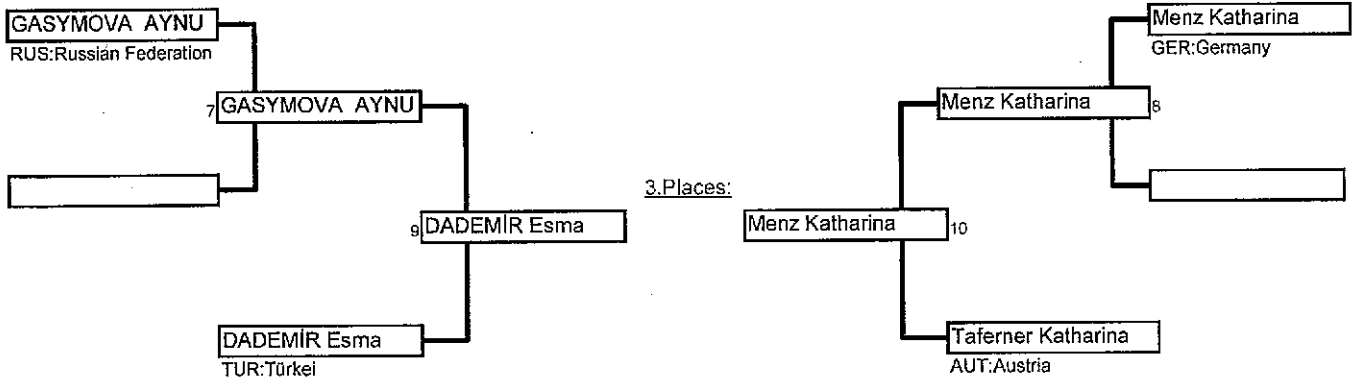 GASYMOVA AYNU
RUS:Russian Federation
7 GASYMOVA AYNU
9 DADEMİR Esma
DADEMİR Esma
TUR:Türkei
3.Places:
Menz Katharina
GER:Germany
Menz Katharina 8
Menz Katharina 10
Taferner Katharina
AUT:Austria